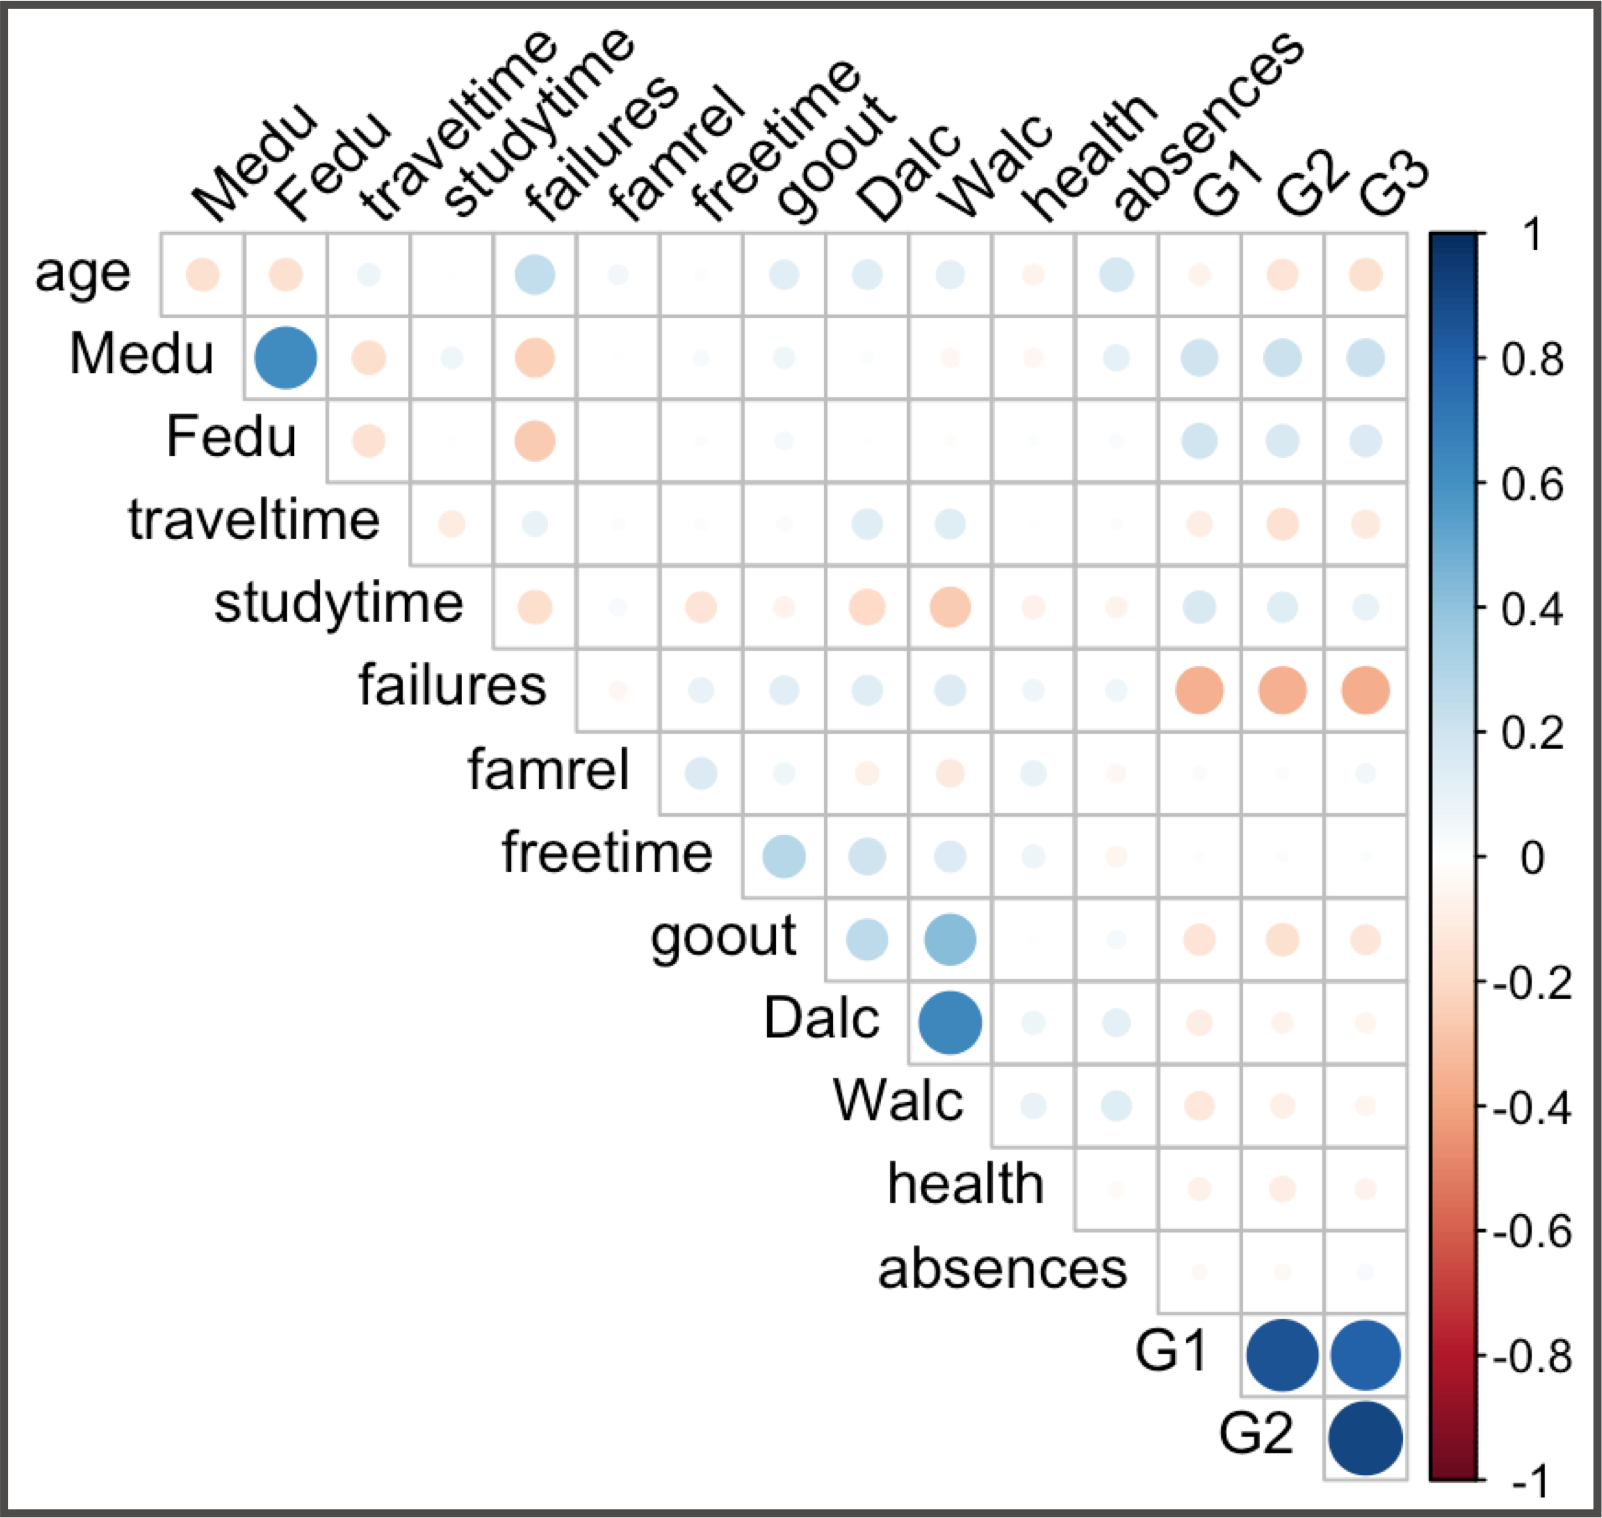 Medu
Fedu
traveltime
studytime
failures
famrel
freetime
goout
Dalc
Walc
health
absences
G1
G2
G3
age
Medu
Fedu
traveltime
studytime
failures
famrel
freetime
goout
Dalc
Walc
health
absences
G1
G2
1
0.8
0.6
0.4
0.2
0
-0.2
-0.4
-0.6
-0.8
-1